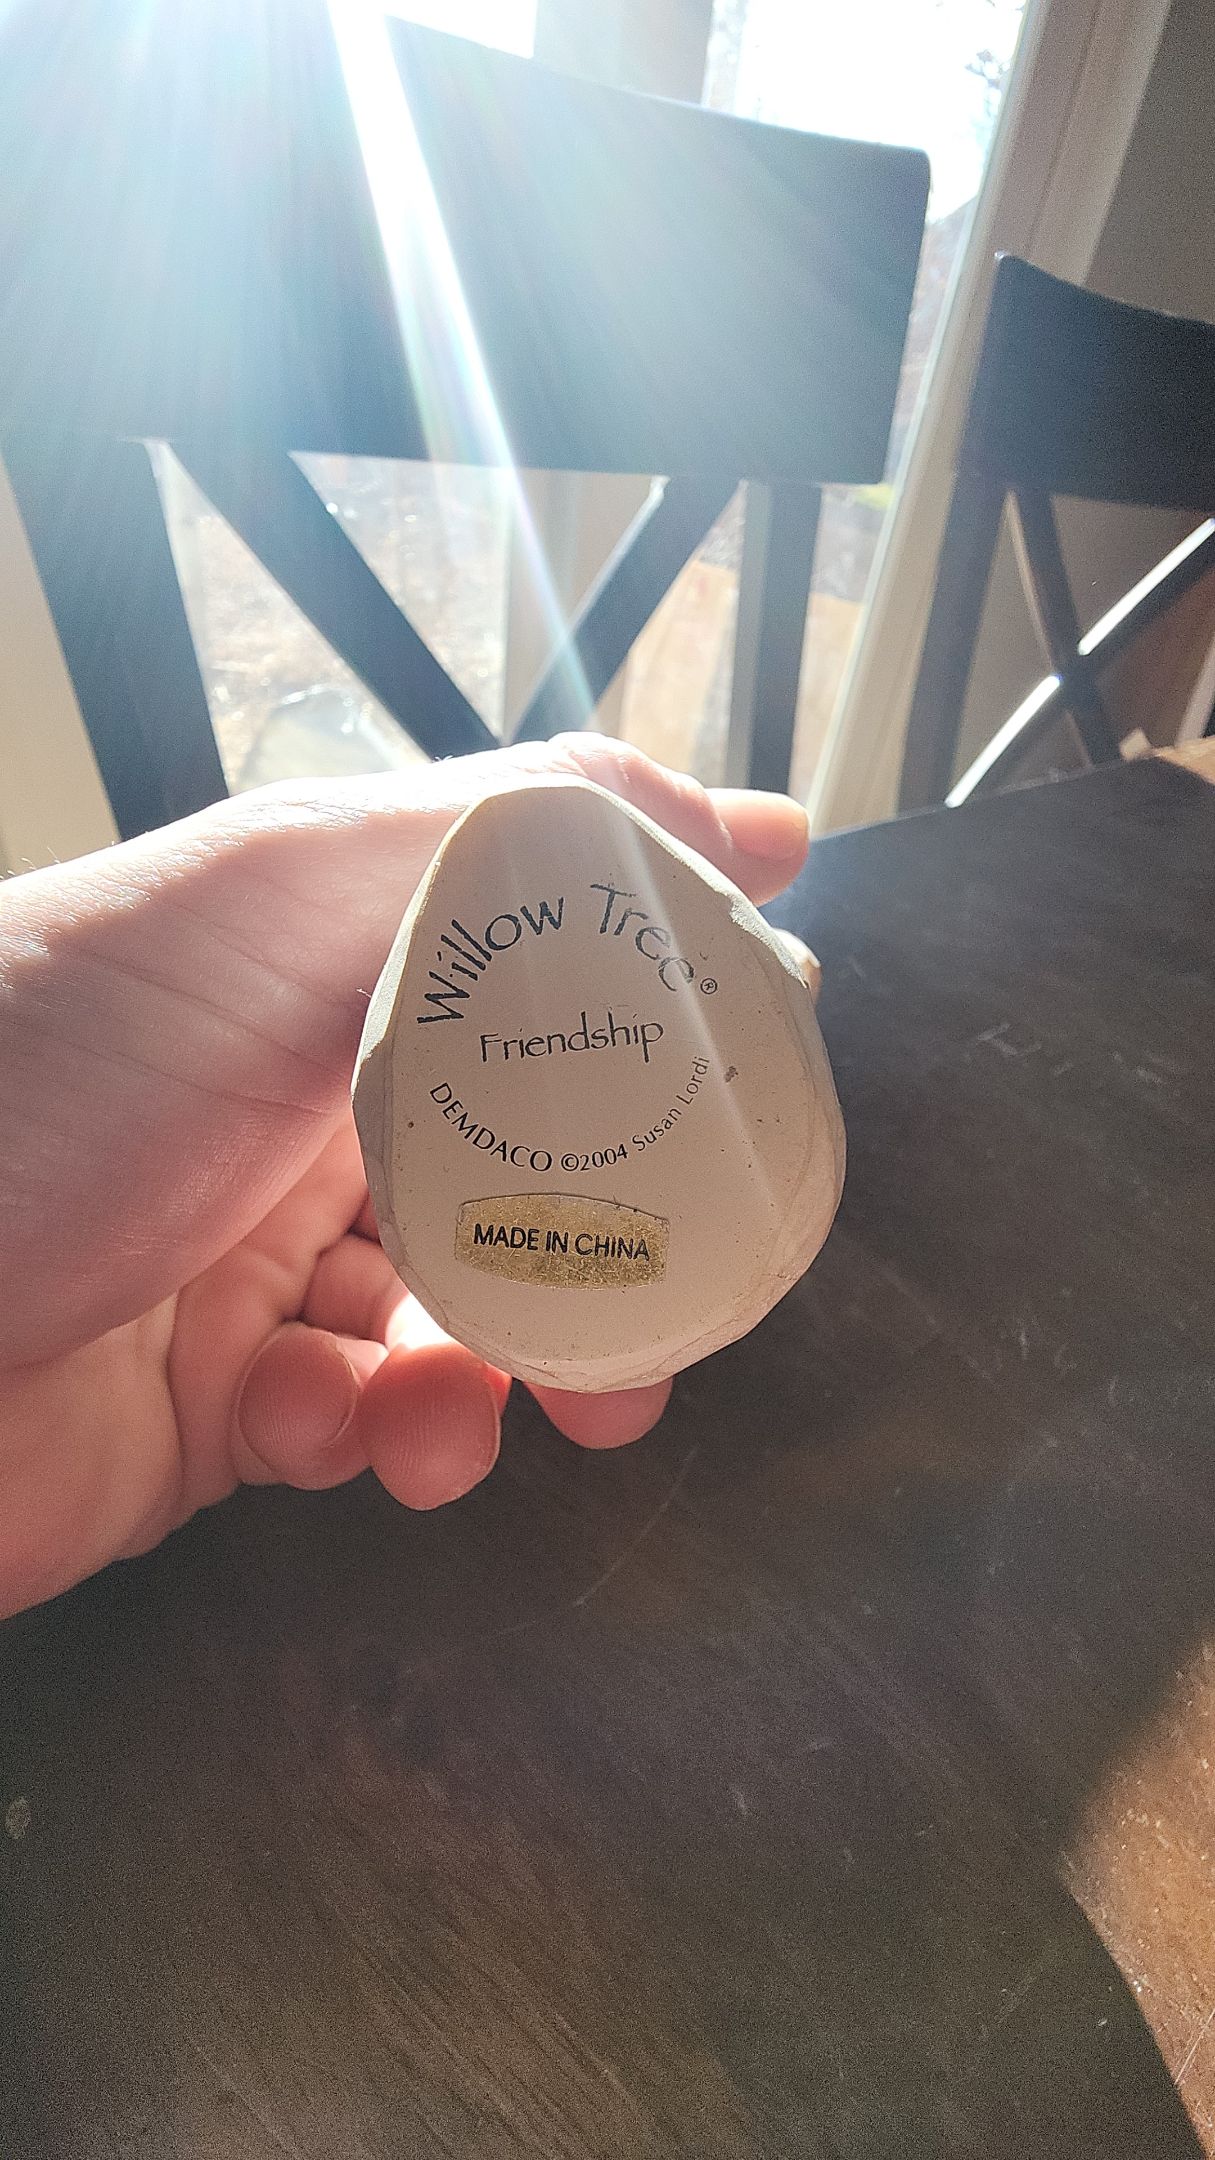 Willow Tree®
Friendship
DEMDACO ©2004 Susan Lordi
MADE IN CHINA